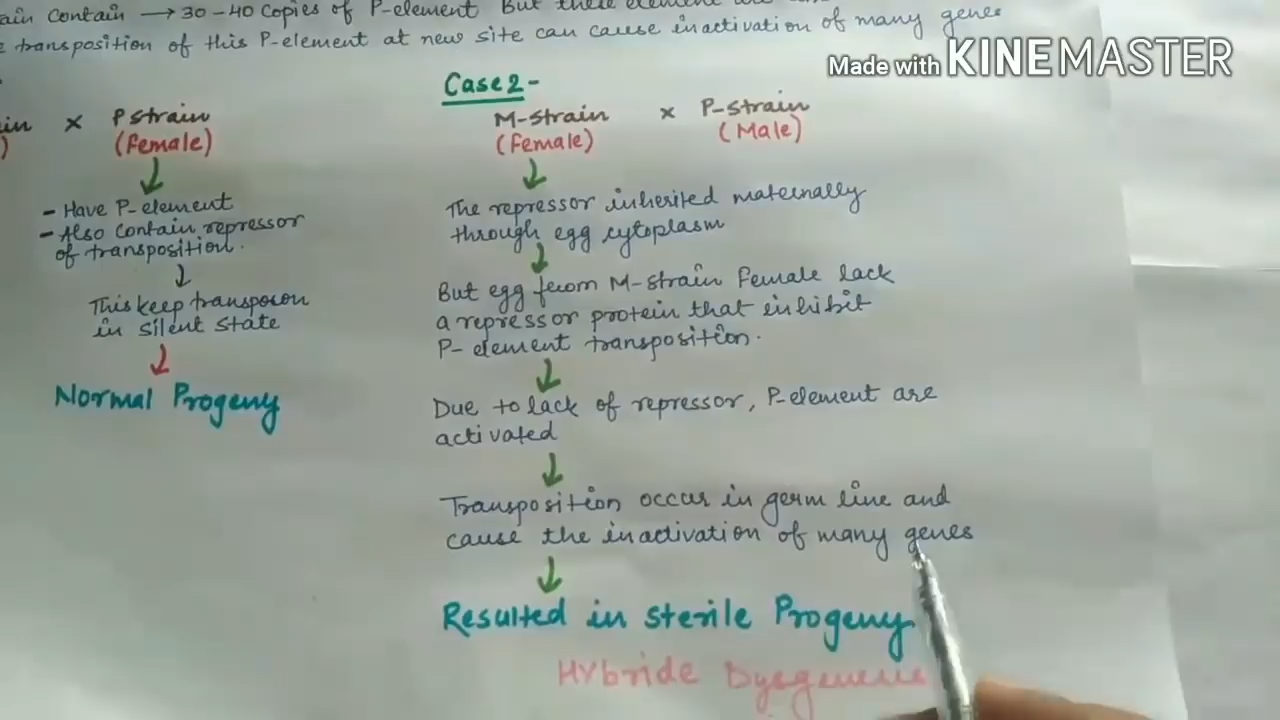 ain Contain → 30-40 Copies of P-element But these element are
transposition of this P-element at new site can cause inactivation of many genes
Made with KINEMASTER
Case 2-
x P strain
(Female)
M-strain x P-strain
(Female) (Male)
- Have P-element
- Also contain repressor
of transposition.
This keep transposon
in silent state
Normal Progeny
The repressor inherited maternally
through egg cytoplasm
But egg from M-strain Female lack
a repressor protein that inhibit
P-element transposition.
Due to lack of repressor, P-element are
activated
Transposition occur in germ line and
cause the inactivation of many genes
Resulted in sterile Progeny
Hybride Dysgenesis